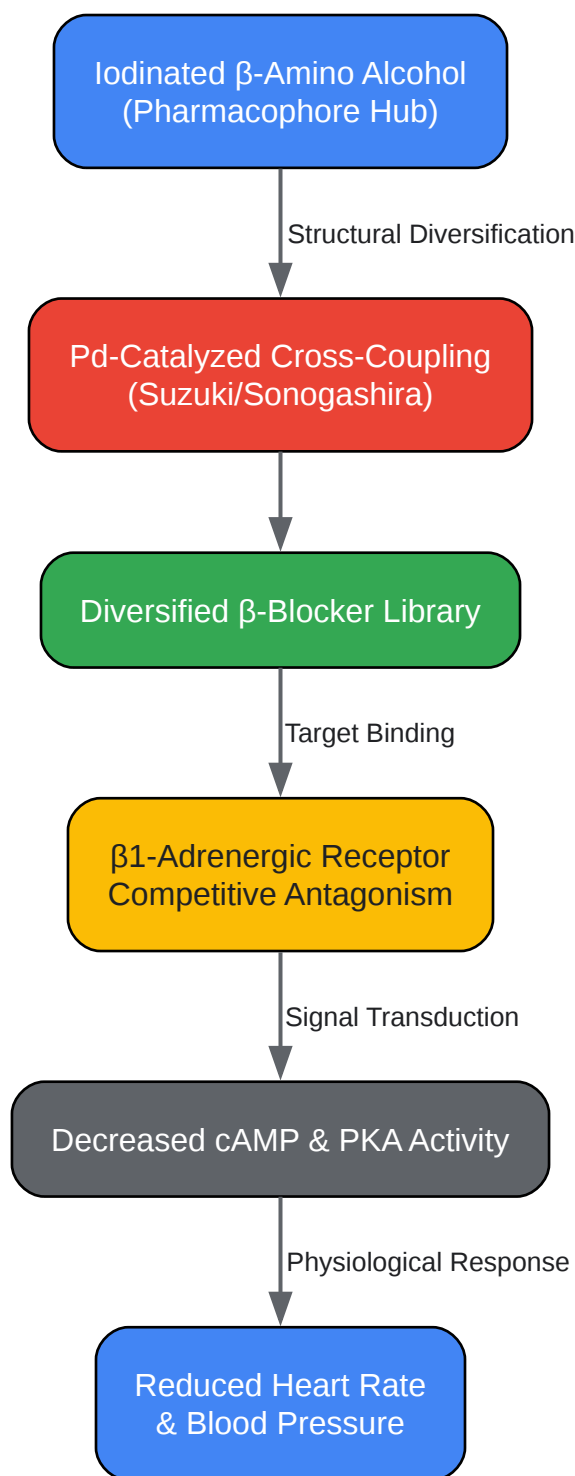 Iodinated β-Amino Alcohol
(Pharmacophore Hub)
Structural Diversification
Pd-Catalyzed Cross-Coupling
(Suzuki/Sonogashira)
Diversified β-Blocker Library
Target Binding
β1-Adrenergic Receptor
Competitive Antagonism
Signal Transduction
Decreased cAMP & PKA Activity
Physiological Response
Reduced Heart Rate
& Blood Pressure